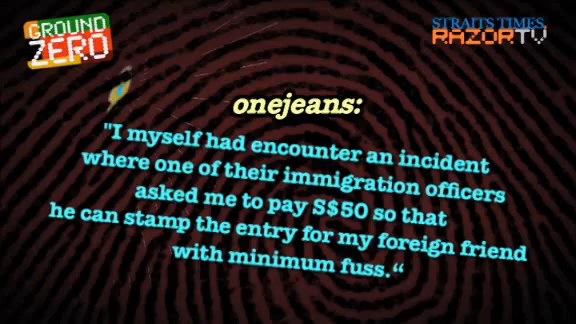 GROUND
ZERO
STRAITS TIMES
RAZORTV
onejeans:
"I myself had encounter an incident
where one of their immigration officers
asked me to pay S$50 so that
he can stamp the entry for my foreign friend
with minimum fuss.“